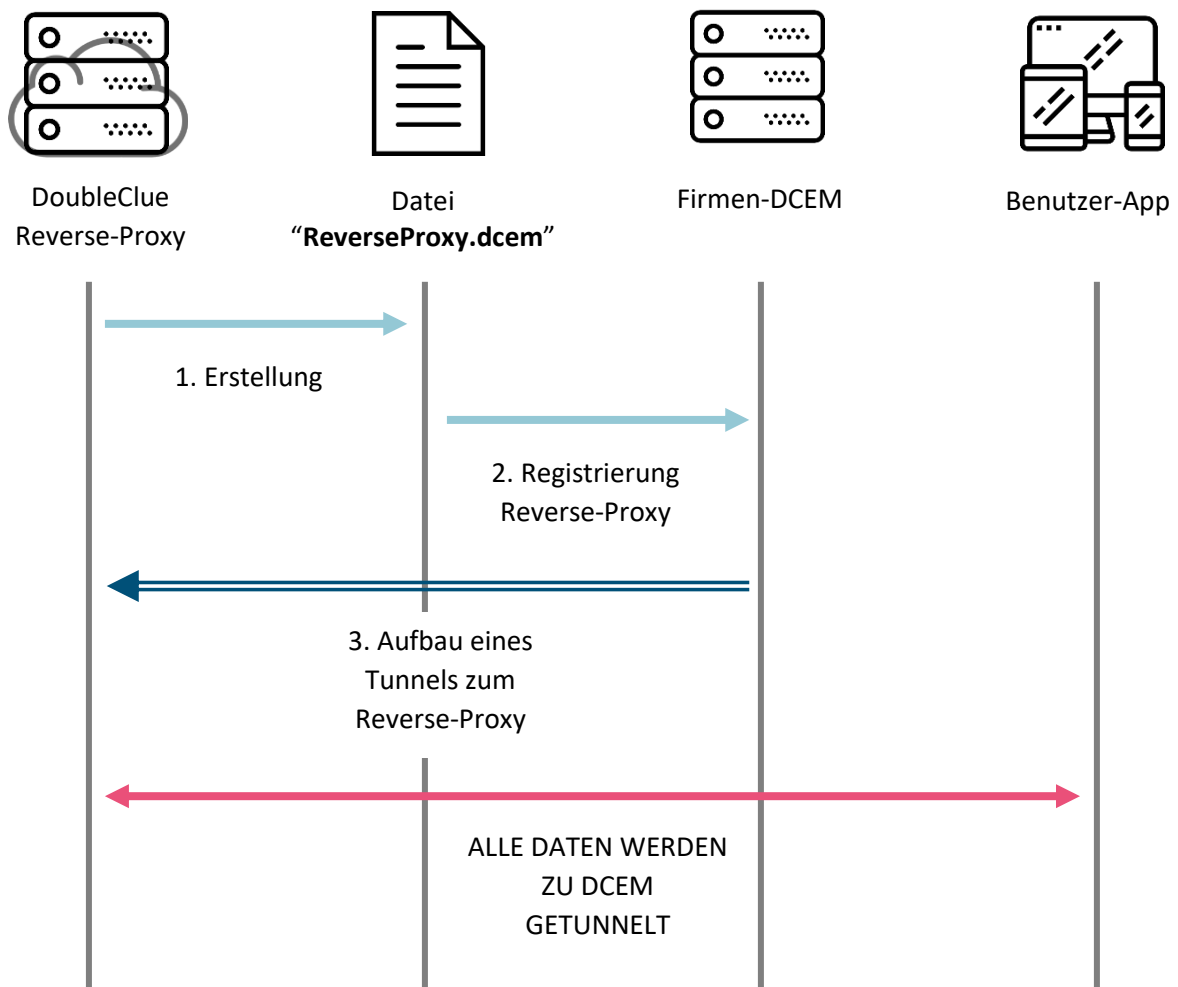 DoubleClue
Reverse-Proxy
Datei
“ReverseProxy.dcem”
Firmen-DCEM
Benutzer-App
1. Erstellung
2. Registrierung
Reverse-Proxy
3. Aufbau eines
Tunnels zum
Reverse-Proxy
ALLE DATEN WERDEN
ZU DCEM
GETUNNELT